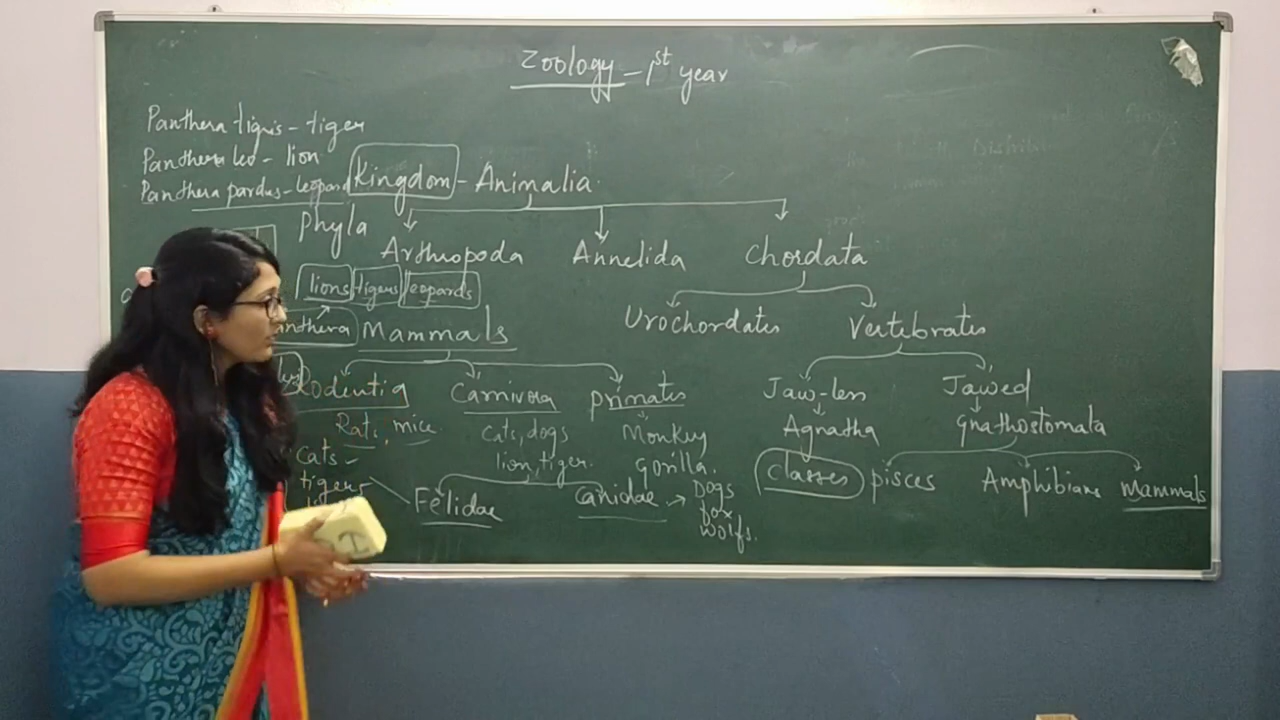 Zoology - 1st year
Panthera tigris - tiger
Panthera leo - lion
Panthera pardus - leopard
Kingdom - Animalia
Phyla
Arthropoda Annelida Chordata
lions tigers leopards
Urochordates Vertebrates
anthera Mammals
Rodentia Carnivora primates
Jaw-less Jawed
Rats, mice cats, dogs Monkey
lion, tiger. gorilla.
Agnatha Gnathostomata
cats -
tigers
Felidae canidae → Dogs
fox
wolfs.
classes pisces Amphibians Mammals